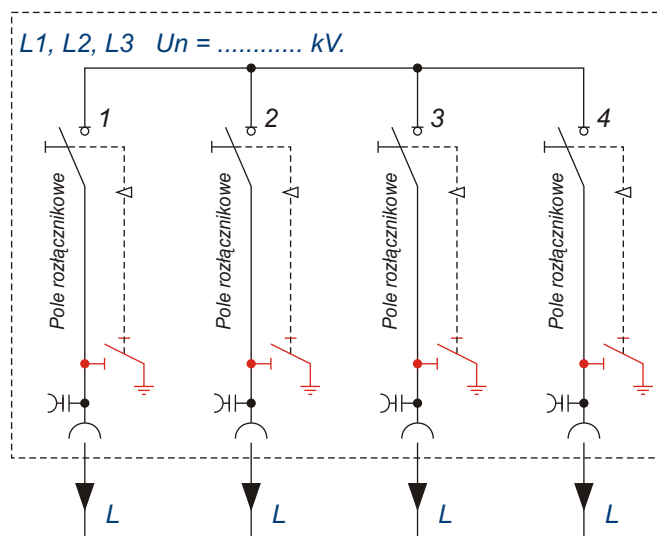 L1, L2, L3 Un = ............ kV.
1
2
3
4
Pole rozłącznikowe
Pole rozłącznikowe
Pole rozłącznikowe
Pole rozłącznikowe
L
L
L
L